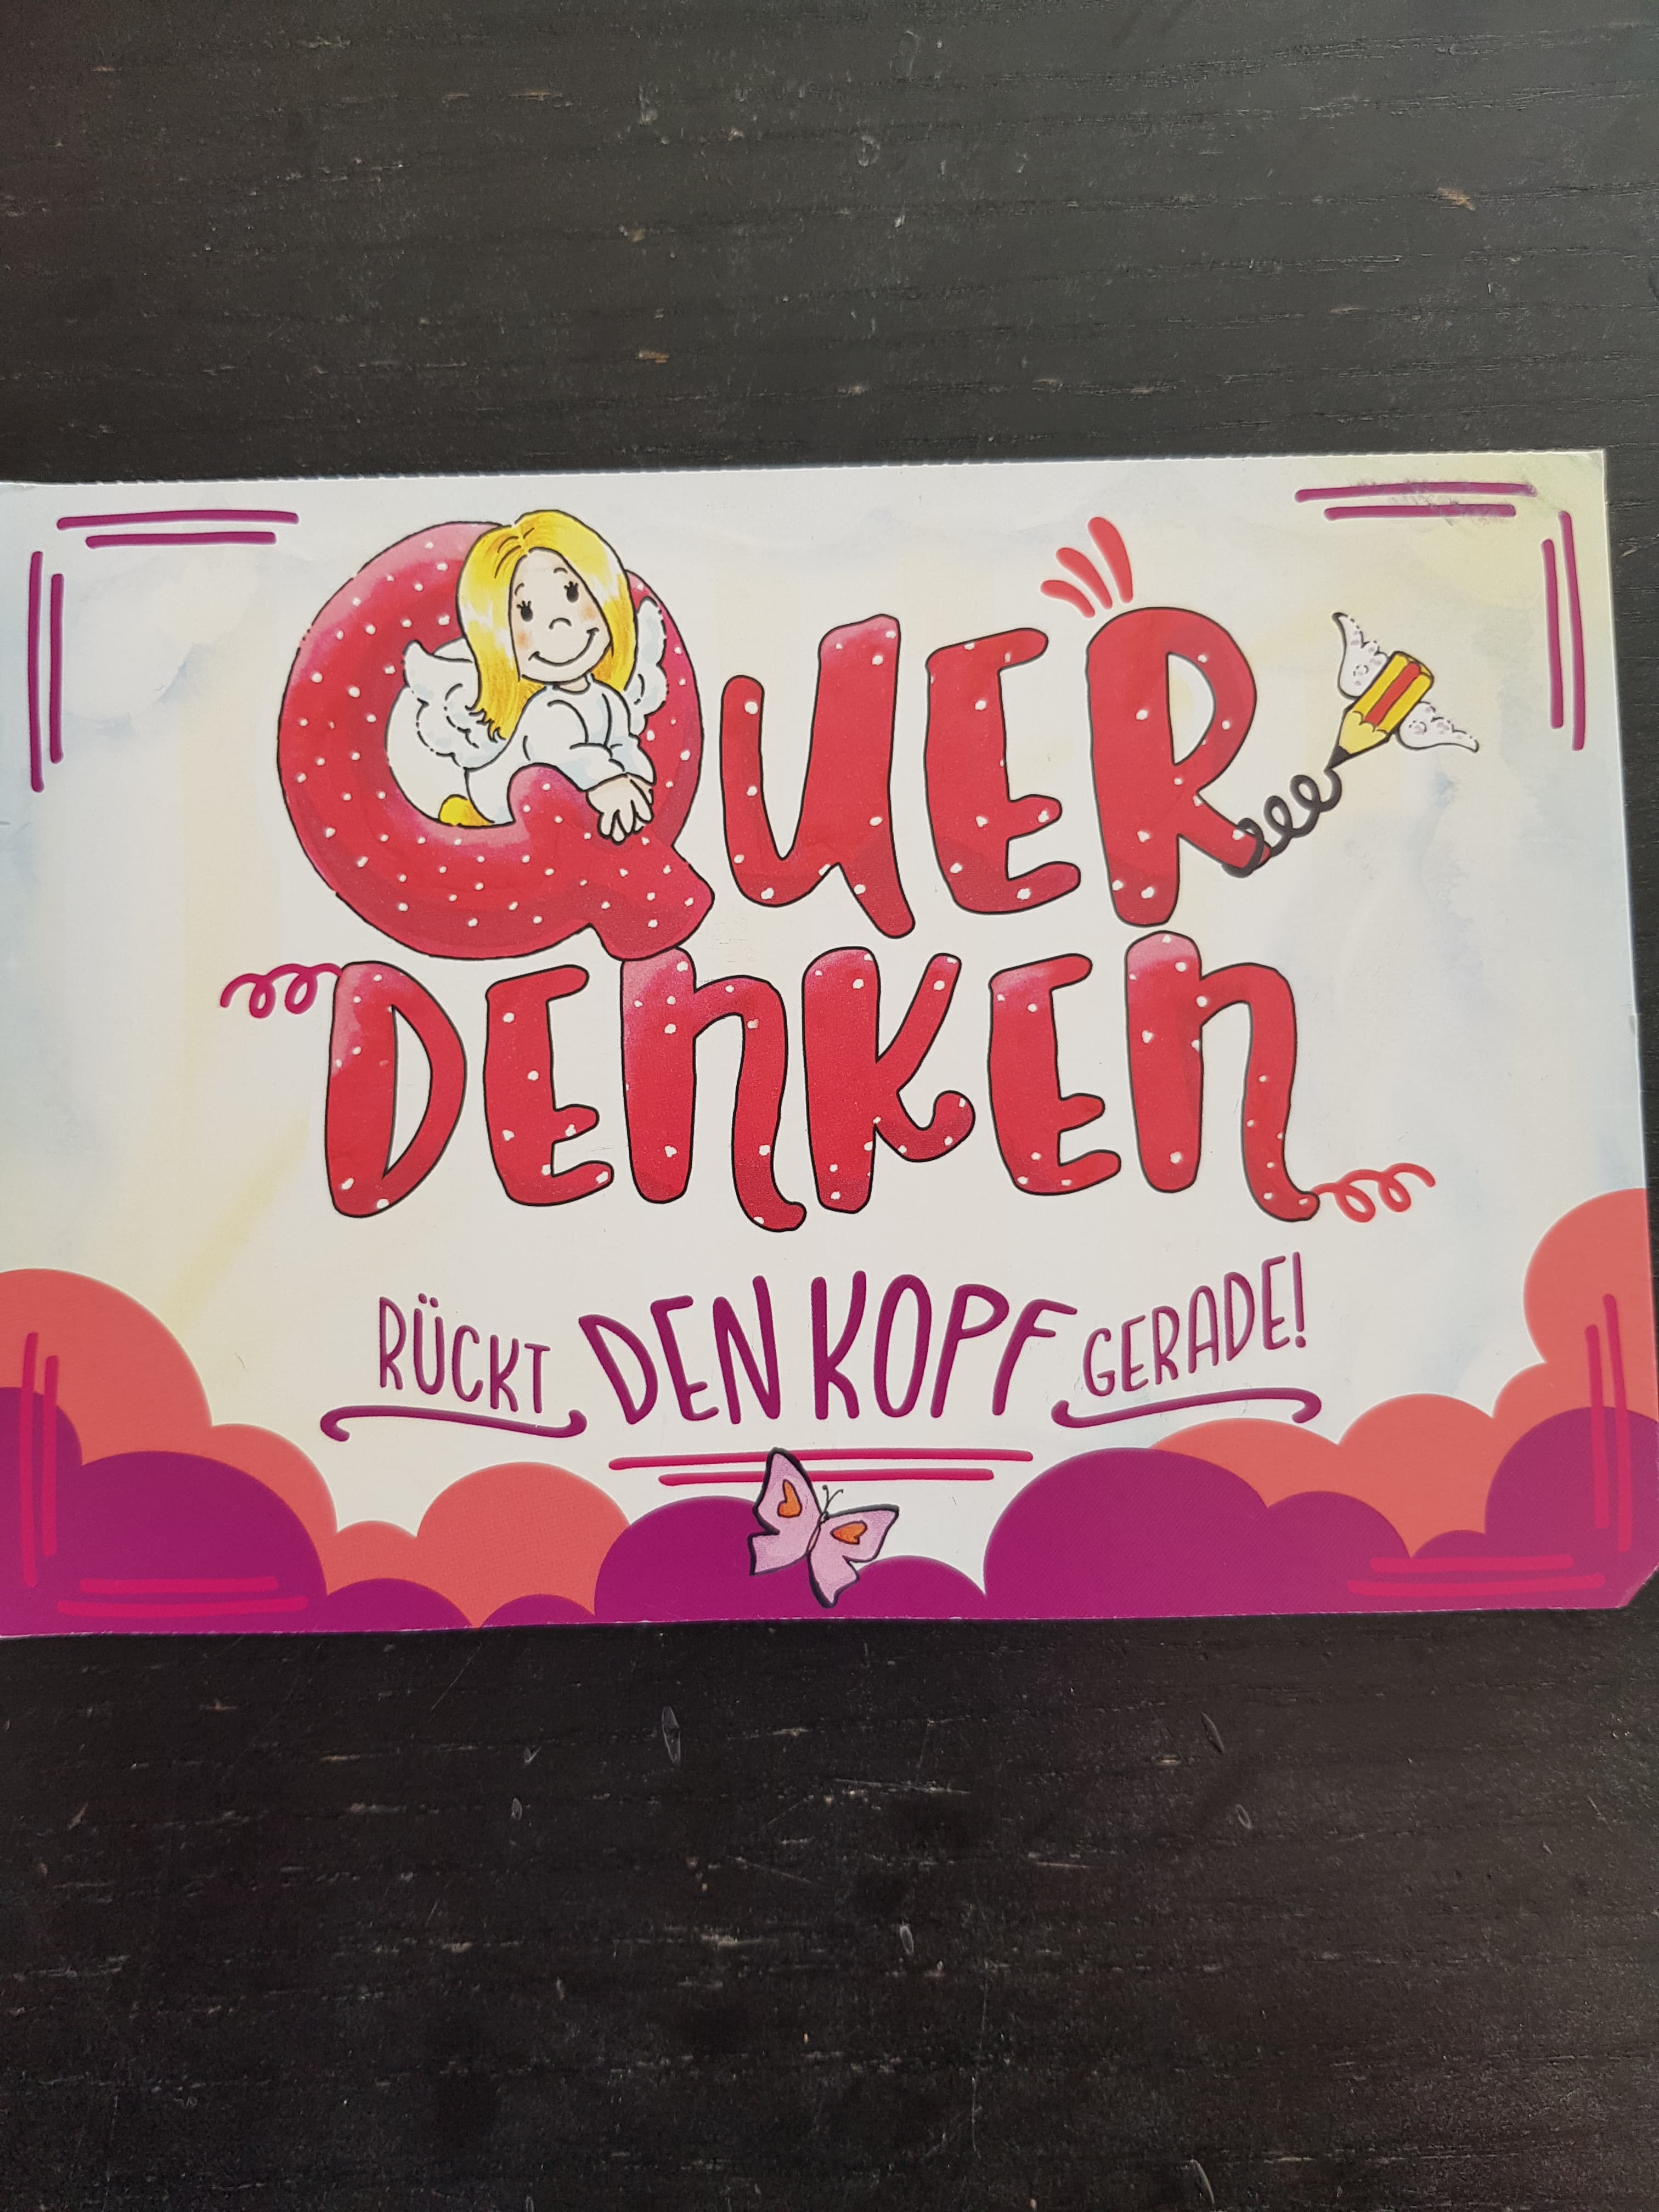 QUER
DENKEN
RÜCKT DEN KOPF GERADE!